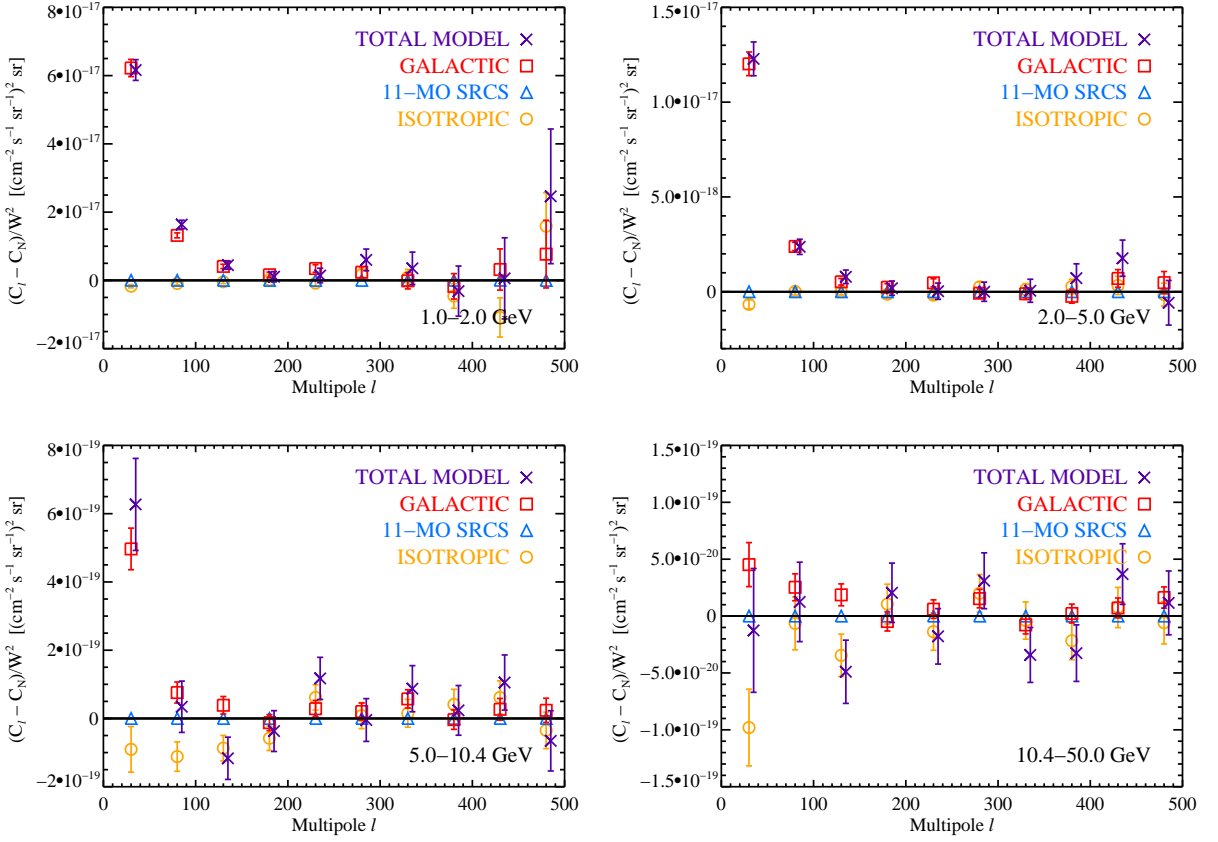 8•10⁻¹⁷
6•10⁻¹⁷
4•10⁻¹⁷
2•10⁻¹⁷
0
−2•10⁻¹⁷
(C_l − C_N)/W² [(cm⁻² s⁻¹ sr⁻¹)² sr]
TOTAL MODEL
GALACTIC
11−MO SRCS
ISOTROPIC
1.0−2.0 GeV
0 100 200 300 400 500
Multipole l
1.5•10⁻¹⁷
1.0•10⁻¹⁷
5.0•10⁻¹⁸
0
(C_l − C_N)/W² [(cm⁻² s⁻¹ sr⁻¹)² sr]
TOTAL MODEL
GALACTIC
11−MO SRCS
ISOTROPIC
2.0−5.0 GeV
0 100 200 300 400 500
Multipole l
8•10⁻¹⁹
6•10⁻¹⁹
4•10⁻¹⁹
2•10⁻¹⁹
0
−2•10⁻¹⁹
(C_l − C_N)/W² [(cm⁻² s⁻¹ sr⁻¹)² sr]
TOTAL MODEL
GALACTIC
11−MO SRCS
ISOTROPIC
5.0−10.4 GeV
0 100 200 300 400 500
Multipole l
1.5•10⁻¹⁹
1.0•10⁻¹⁹
5.0•10⁻²⁰
0
−5.0•10⁻²⁰
−1.0•10⁻¹⁹
−1.5•10⁻¹⁹
(C_l − C_N)/W² [(cm⁻² s⁻¹ sr⁻¹)² sr]
TOTAL MODEL
GALACTIC
11−MO SRCS
ISOTROPIC
10.4−50.0 GeV
0 100 200 300 400 500
Multipole l